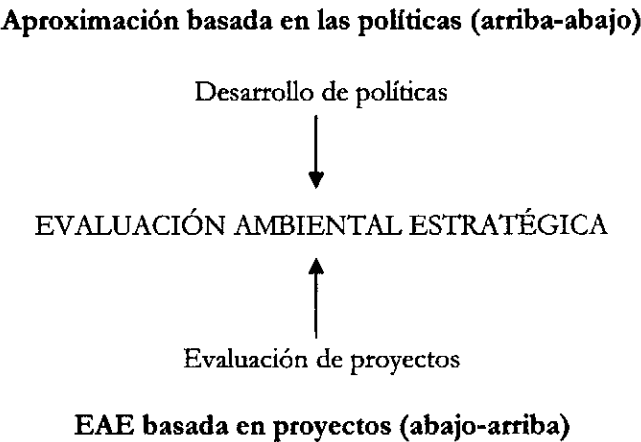 Aproximación basada en las políticas (arriba-abajo)
Desarrollo de políticas
EVALUACIÓN AMBIENTAL ESTRATÉGICA
Evaluación de proyectos
EAE basada en proyectos (abajo-arriba)